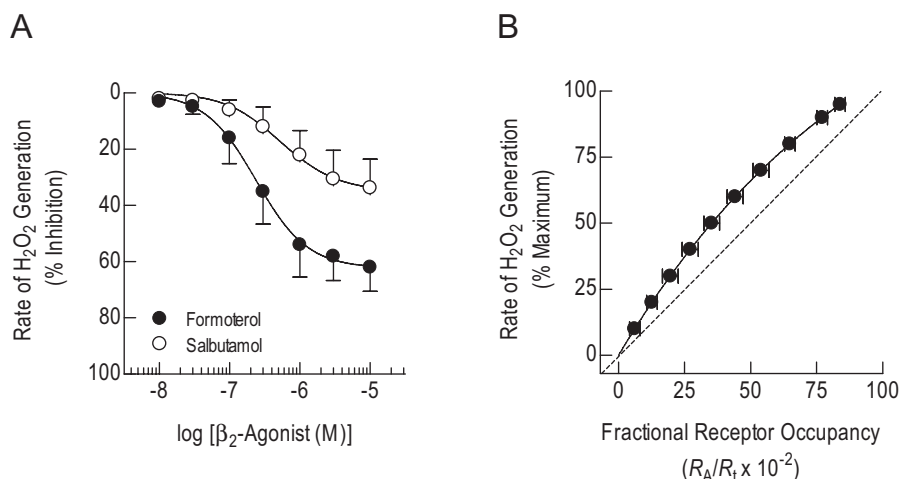 A
Rate of H₂O₂ Generation
(% Inhibition)
0
20
40
60
80
100
Formoterol
Salbutamol
-8
-7
-6
-5
log [β₂-Agonist (M)]
B
Rate of H₂O₂ Generation
(% Maximum)
100
75
50
25
0
0
25
50
75
100
Fractional Receptor Occupancy
(R_A/R_t x 10⁻²)